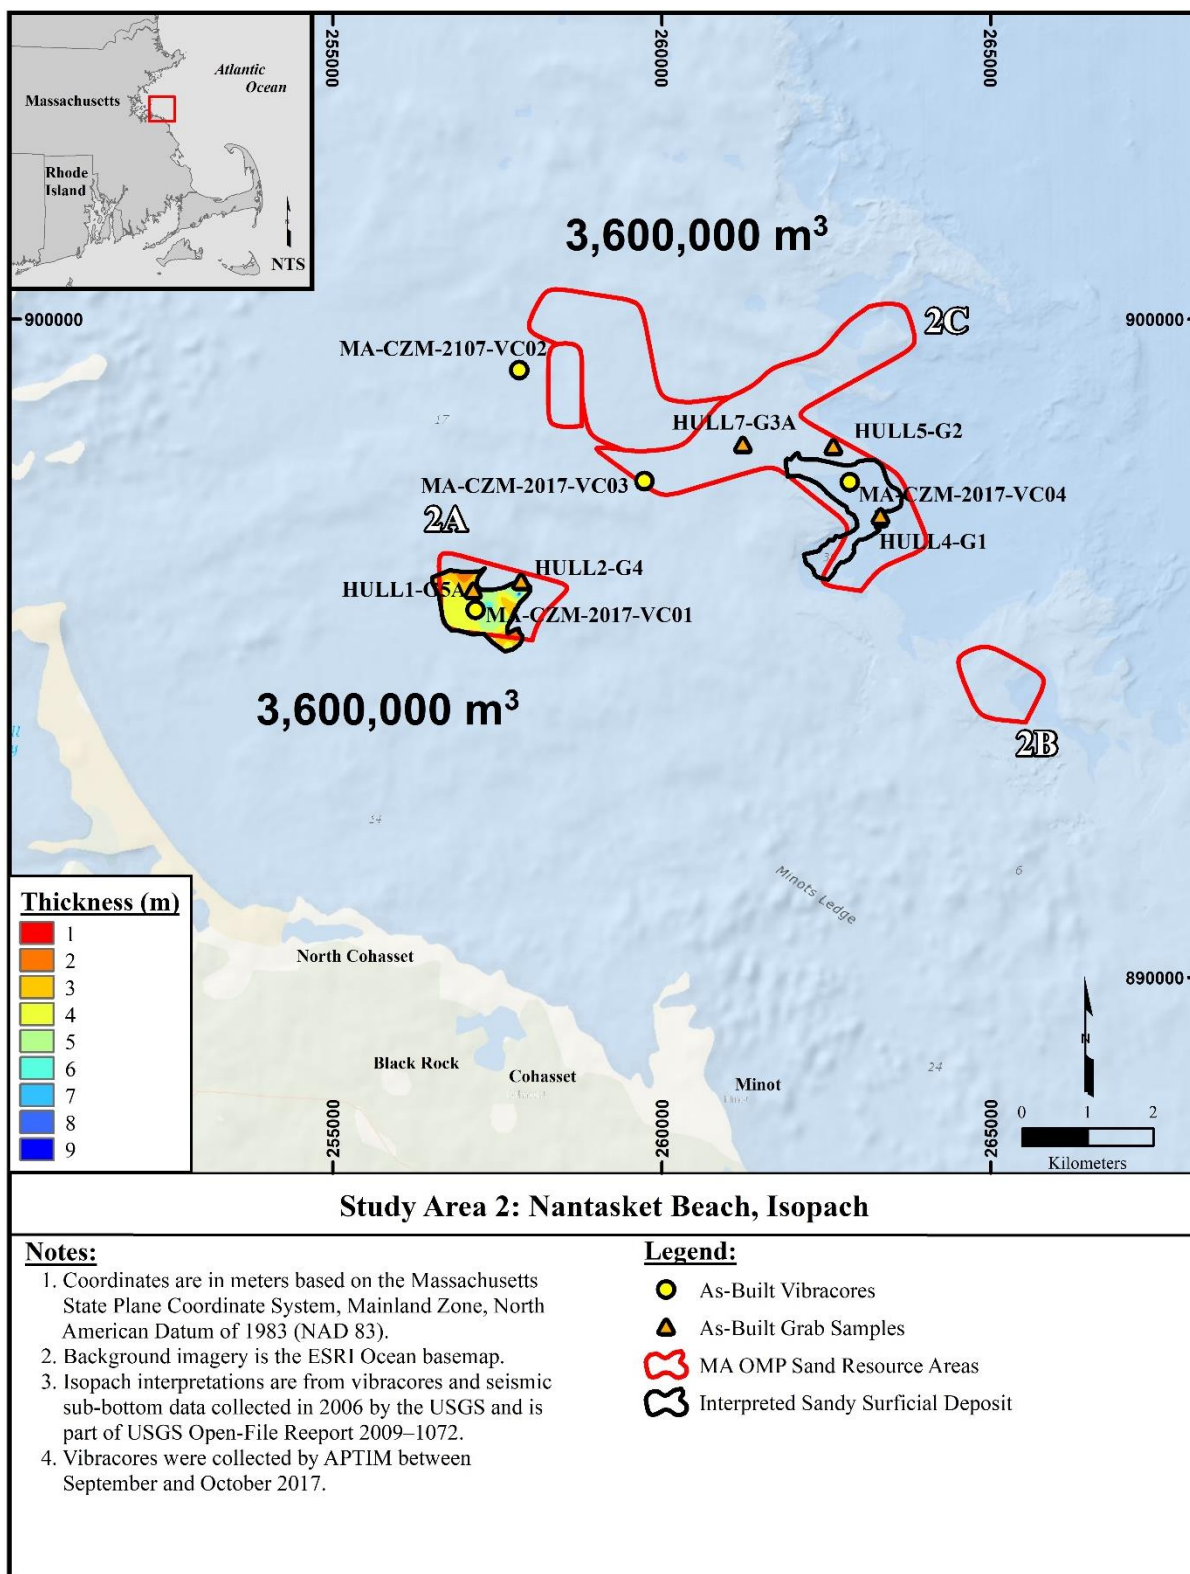 Atlantic
Ocean
Massachusetts
Rhode
Island
NTS
255000
260000
265000
3,600,000 m³
900000
900000
2C
MA-CZM-2107-VC02
17
HULL7-G3A
HULL5-G2
MA-CZM-2017-VC03
MA-CZM-2017-VC04
2A
HULL4-G1
HULL2-G4
HULL1-G5A
MA-CZM-2017-VC01
3,600,000 m³
2B
14
Minots Ledge
6
Thickness (m)
1
2
3
4
5
6
7
8
9
North Cohasset
890000
N
Black Rock
Cohasset
Minot
24
255000
260000
265000
0 1 2
Kilometers
Study Area 2: Nantasket Beach, Isopach
Notes:
1. Coordinates are in meters based on the Massachusetts
State Plane Coordinate System, Mainland Zone, North
American Datum of 1983 (NAD 83).
2. Background imagery is the ESRI Ocean basemap.
3. Isopach interpretations are from vibracores and seismic
sub-bottom data collected in 2006 by the USGS and is
part of USGS Open-File Reeport 2009–1072.
4. Vibracores were collected by APTIM between
September and October 2017.
Legend:
As-Built Vibracores
As-Built Grab Samples
MA OMP Sand Resource Areas
Interpreted Sandy Surficial Deposit